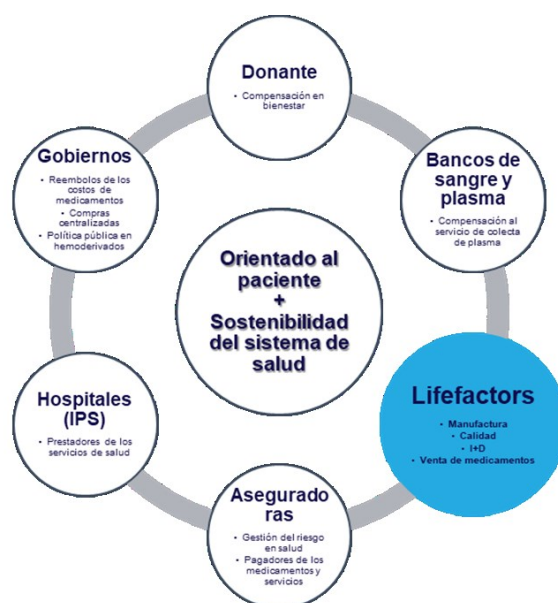 Donante
• Compensación en
bienestar
Gobiernos
• Reembolsos de los
costos de
medicamentos
• Compras
centralizadas
• Política pública en
hemoderivados
Bancos de
sangre y
plasma
• Compensación al
servicio de colecta
de plasma
Orientado al
paciente
+
Sostenibilidad
del sistema de
salud
Lifefactors
• Manufactura
• Calidad
• I+D
• Venta de medicamentos
Hospitales
(IPS)
• Prestadores de los
servicios de salud
Asegurado
ras
• Gestión del riesgo
en salud
• Pagadores de los
medicamentos y
servicios